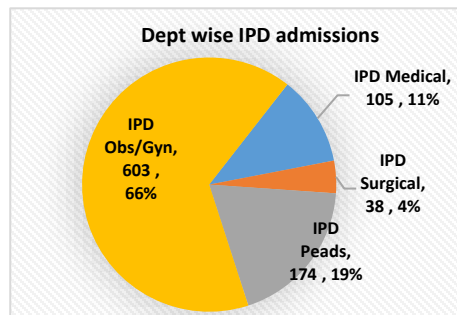 Dept wise IPD admissions
IPD Medical,
105 , 11%
IPD
Obs/Gyn,
603 ,
66%
IPD
Surgical,
38 , 4%
IPD
Peads,
174 , 19%